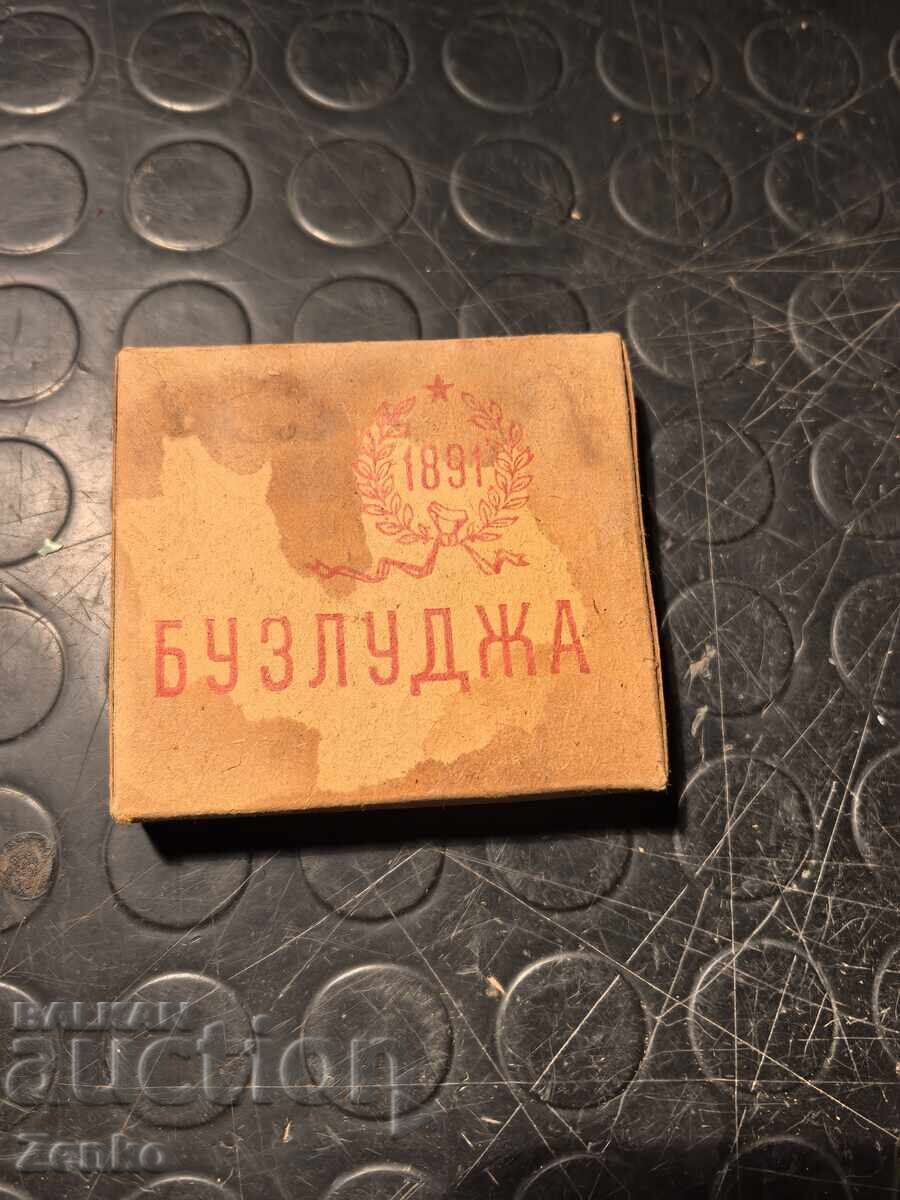 1891
БУЗЛУДЖА
BALKAN
auction
Zenko